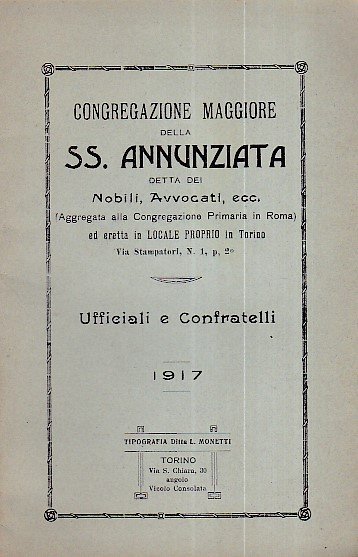 CONGREGAZIONE MAGGIORE
DELLA
SS. ANNUNZIATA
DETTA DEI
Nobili, Avvocati, ecc.
(Aggregata alla Congregazione Primaria in Roma)
ed eretta in LOCALE PROPRIO in Torino
Via Stampatori, N. 1, p. 2º
Ufficiali e Confratelli
1917
TIPOGRAFIA Ditta L. MONETTI
TORINO
Via S. Chiara, 30
angolo
Vicolo Consolata